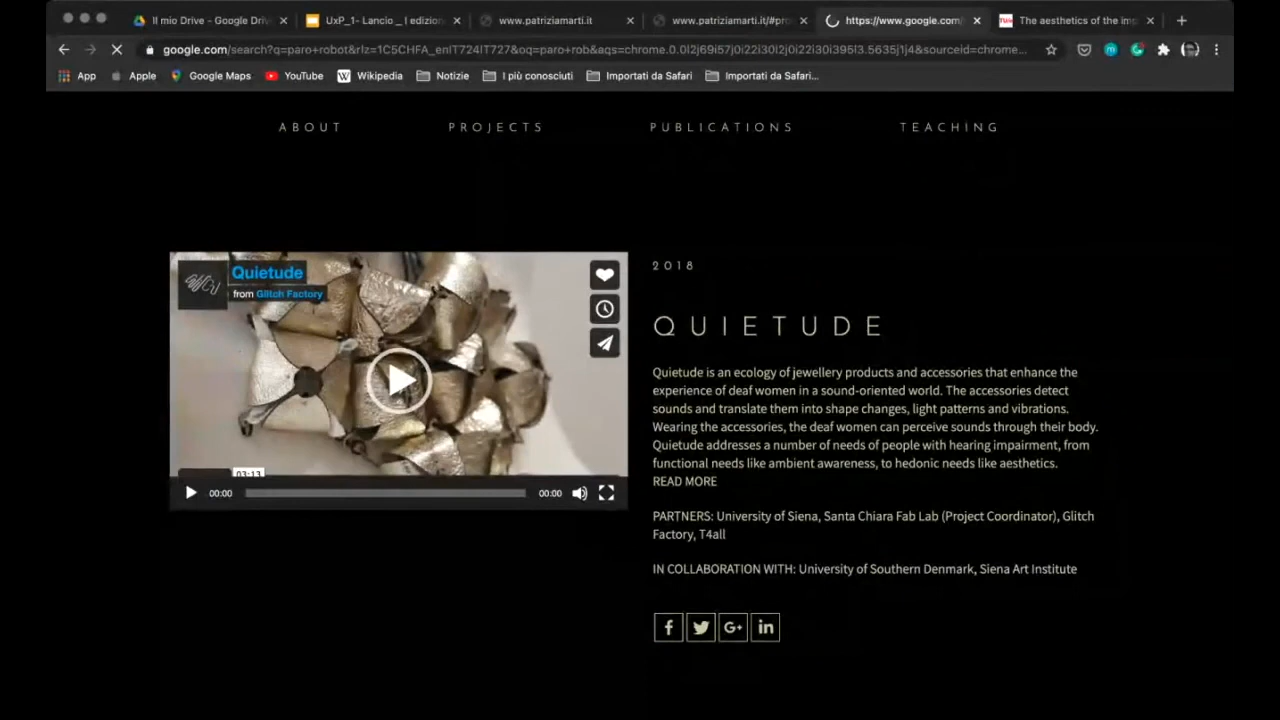 Il mio Drive - Google Driv
UxP_1- Lancio _ I edizion
www.patriziamarti.it
www.patriziamarti.it/#pro
https://www.google.com/
The aesthetics of the imp
google.com/search?q=paro+robot&rlz=1C5CHFA_enIT724IT727&oq=paro+rob&aqs=chrome.0.0l2j69i57j0i22i30l2j0i22i30i395l3.5635j1j4&sourceid=chrome...
App
Apple
Google Maps
YouTube
Wikipedia
Notizie
I più conosciuti
Importati da Safari
Importati da Safari...
ABOUT
PROJECTS
PUBLICATIONS
TEACHING
Quietude
from Glitch Factory
03:13
00:00
00:00
2018
QUIETUDE
Quietude is an ecology of jewellery products and accessories that enhance the
experience of deaf women in a sound-oriented world. The accessories detect
sounds and translate them into shape changes, light patterns and vibrations.
Wearing the accessories, the deaf women can perceive sounds through their body.
Quietude addresses a number of needs of people with hearing impairment, from
functional needs like ambient awareness, to hedonic needs like aesthetics.
READ MORE
PARTNERS: University of Siena, Santa Chiara Fab Lab (Project Coordinator), Glitch
Factory, T4all
IN COLLABORATION WITH: University of Southern Denmark, Siena Art Institute